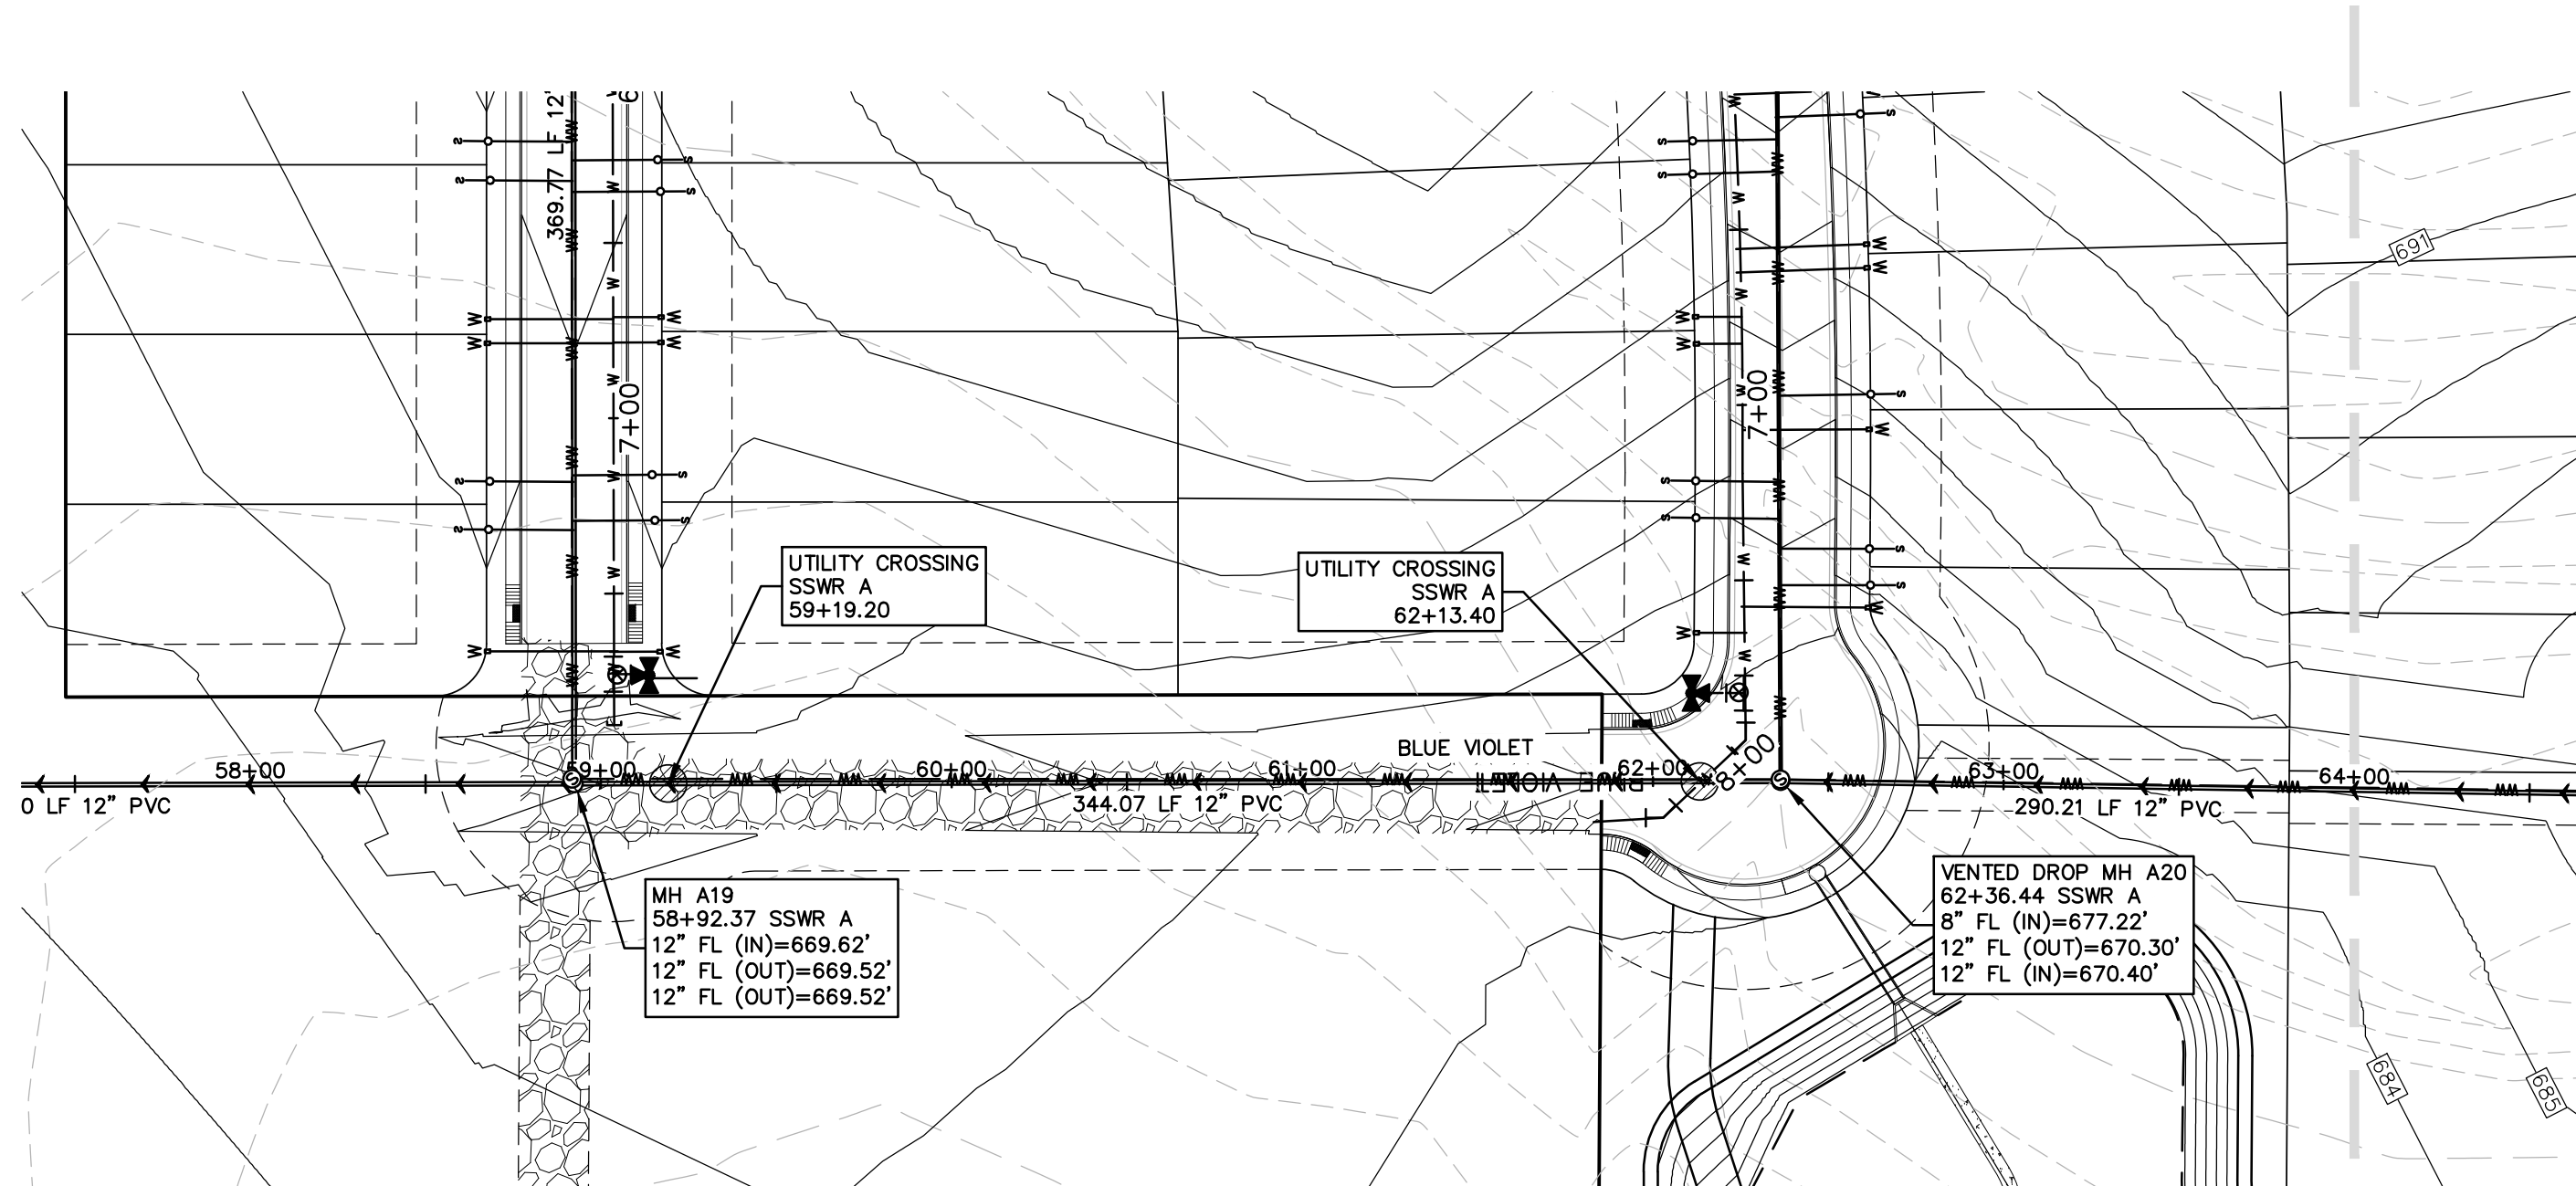 369.77 LF 12'
6
691
7+00
7+00
UTILITY CROSSING
SSWR A
59+19.20
UTILITY CROSSING
SSWR A
62+13.40
BLUE VIOLET
8+00
58+00
59+00
60+00
61+00
62+00
BLUE VIOLET
63+00
64+00
0 LF 12" PVC
344.07 LF 12" PVC
290.21 LF 12" PVC
MH A19
58+92.37 SSWR A
12" FL (IN)=669.62'
12" FL (OUT)=669.52'
12" FL (OUT)=669.52'
VENTED DROP MH A20
62+36.44 SSWR A
8" FL (IN)=677.22'
12" FL (OUT)=670.30'
12" FL (IN)=670.40'
684
685